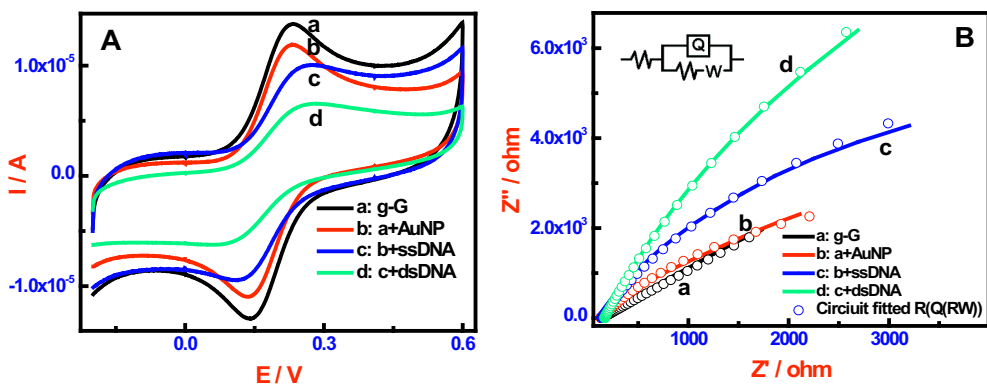 A
a
b
c
d
1.0x10⁻⁵
0.0
-1.0x10⁻⁵
I / A
a: g-G
b: a+AuNP
c: b+ssDNA
d: c+dsDNA
0.0
0.3
0.6
E / V
B
Q
W
d
c
b
a
6.0x10³
4.0x10³
2.0x10³
0.0
Z'' / ohm
a: g-G
b: a+AuNP
c: b+ssDNA
d: c+dsDNA
Circiuit fitted R(Q(RW))
1000
2000
3000
Z' / ohm